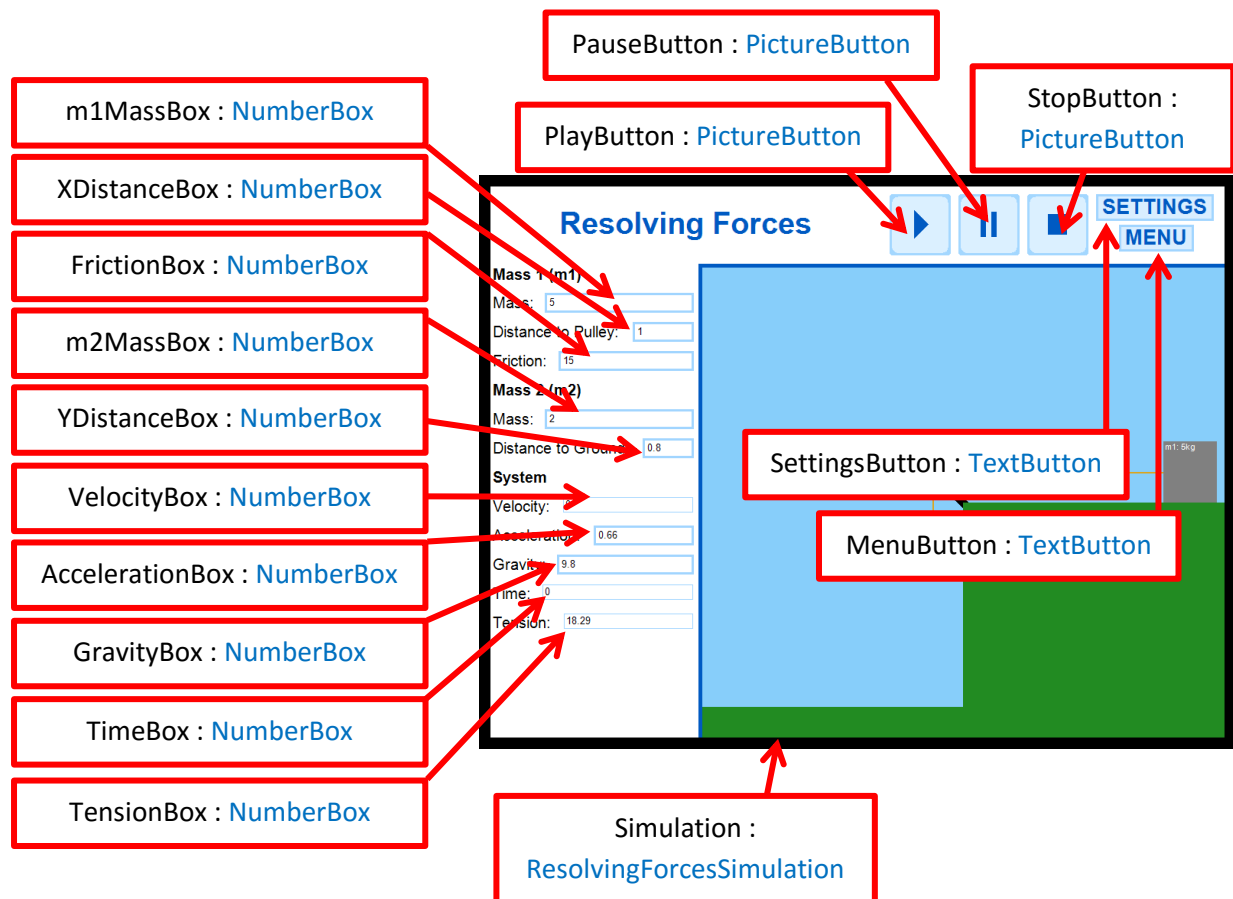 PauseButton : PictureButton
m1MassBox : NumberBox
StopButton :
PictureButton
PlayButton : PictureButton
XDistanceBox : NumberBox
FrictionBox : NumberBox
m2MassBox : NumberBox
YDistanceBox : NumberBox
VelocityBox : NumberBox
AccelerationBox : NumberBox
GravityBox : NumberBox
TimeBox : NumberBox
TensionBox : NumberBox
Resolving Forces
SETTINGS
MENU
Mass 1 (m1)
Mass: 5
Distance to Pulley: 1
Friction: 15
Mass 2 (m2)
Mass: 2
Distance to Ground: 0.8
System
Velocity:
Acceleration: 0.66
Gravity: 9.8
Time: 0
Tension: 18.29
m1: 5kg
SettingsButton : TextButton
MenuButton : TextButton
Simulation :
ResolvingForcesSimulation